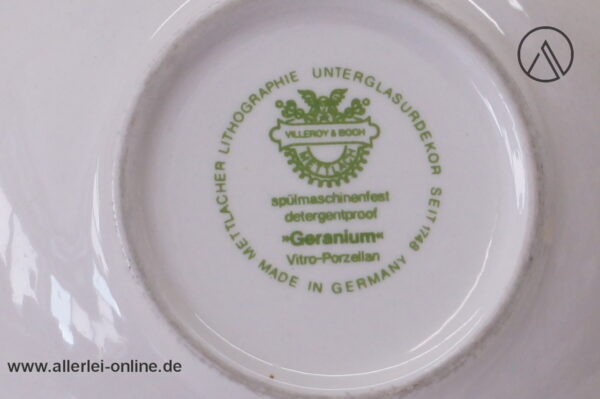 METTLACHER LITHOGRAPHIE UNTERGLASURDEKOR SEIT 1748
VILLEROY & BOCH
METTLACH
spülmaschinenfest
detergentproof
»Geranium«
Vitro-Porzellan
MADE IN GERMANY
www.allerlei-online.de